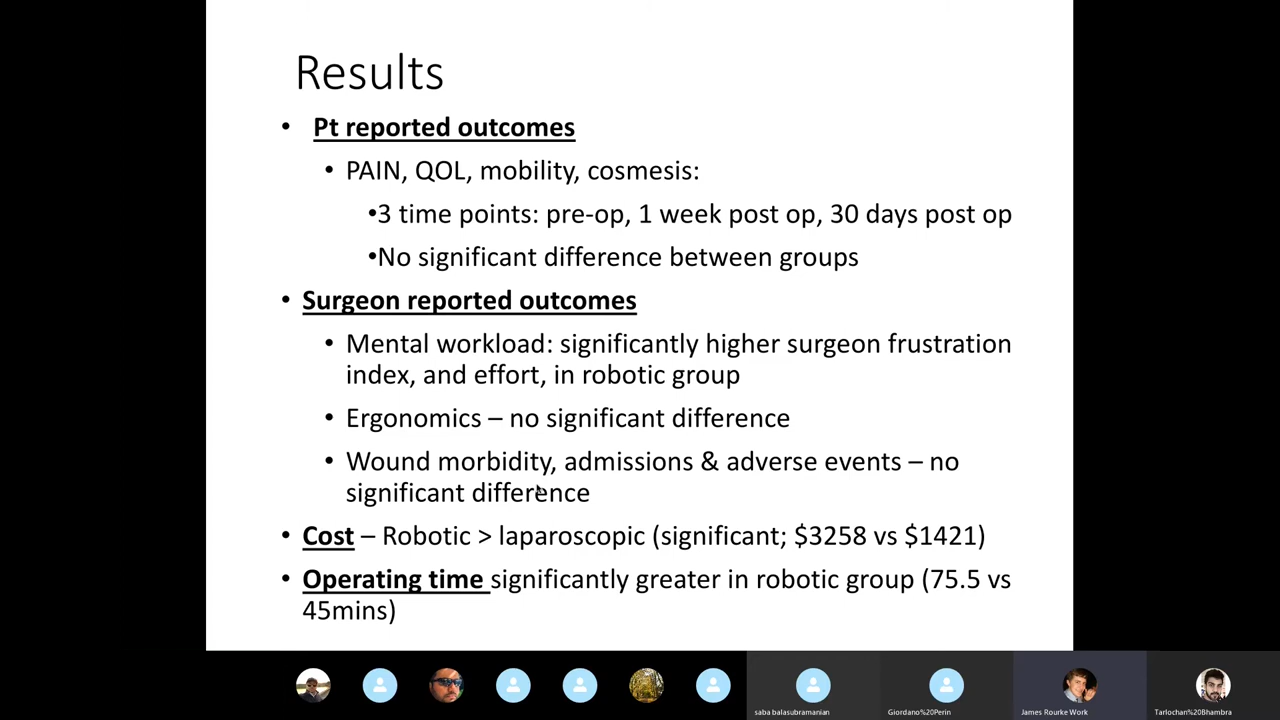 Results
• Pt reported outcomes
• PAIN, QOL, mobility, cosmesis:
•3 time points: pre-op, 1 week post op, 30 days post op
•No significant difference between groups
• Surgeon reported outcomes
• Mental workload: significantly higher surgeon frustration
index, and effort, in robotic group
• Ergonomics – no significant difference
• Wound morbidity, admissions & adverse events – no
significant difference
• Cost – Robotic > laparoscopic (significant; $3258 vs $1421)
• Operating time significantly greater in robotic group (75.5 vs
45mins)
saba balasubramanian
Giordano%20Perin
James Rourke Work
Tarlochan%20Bhambra